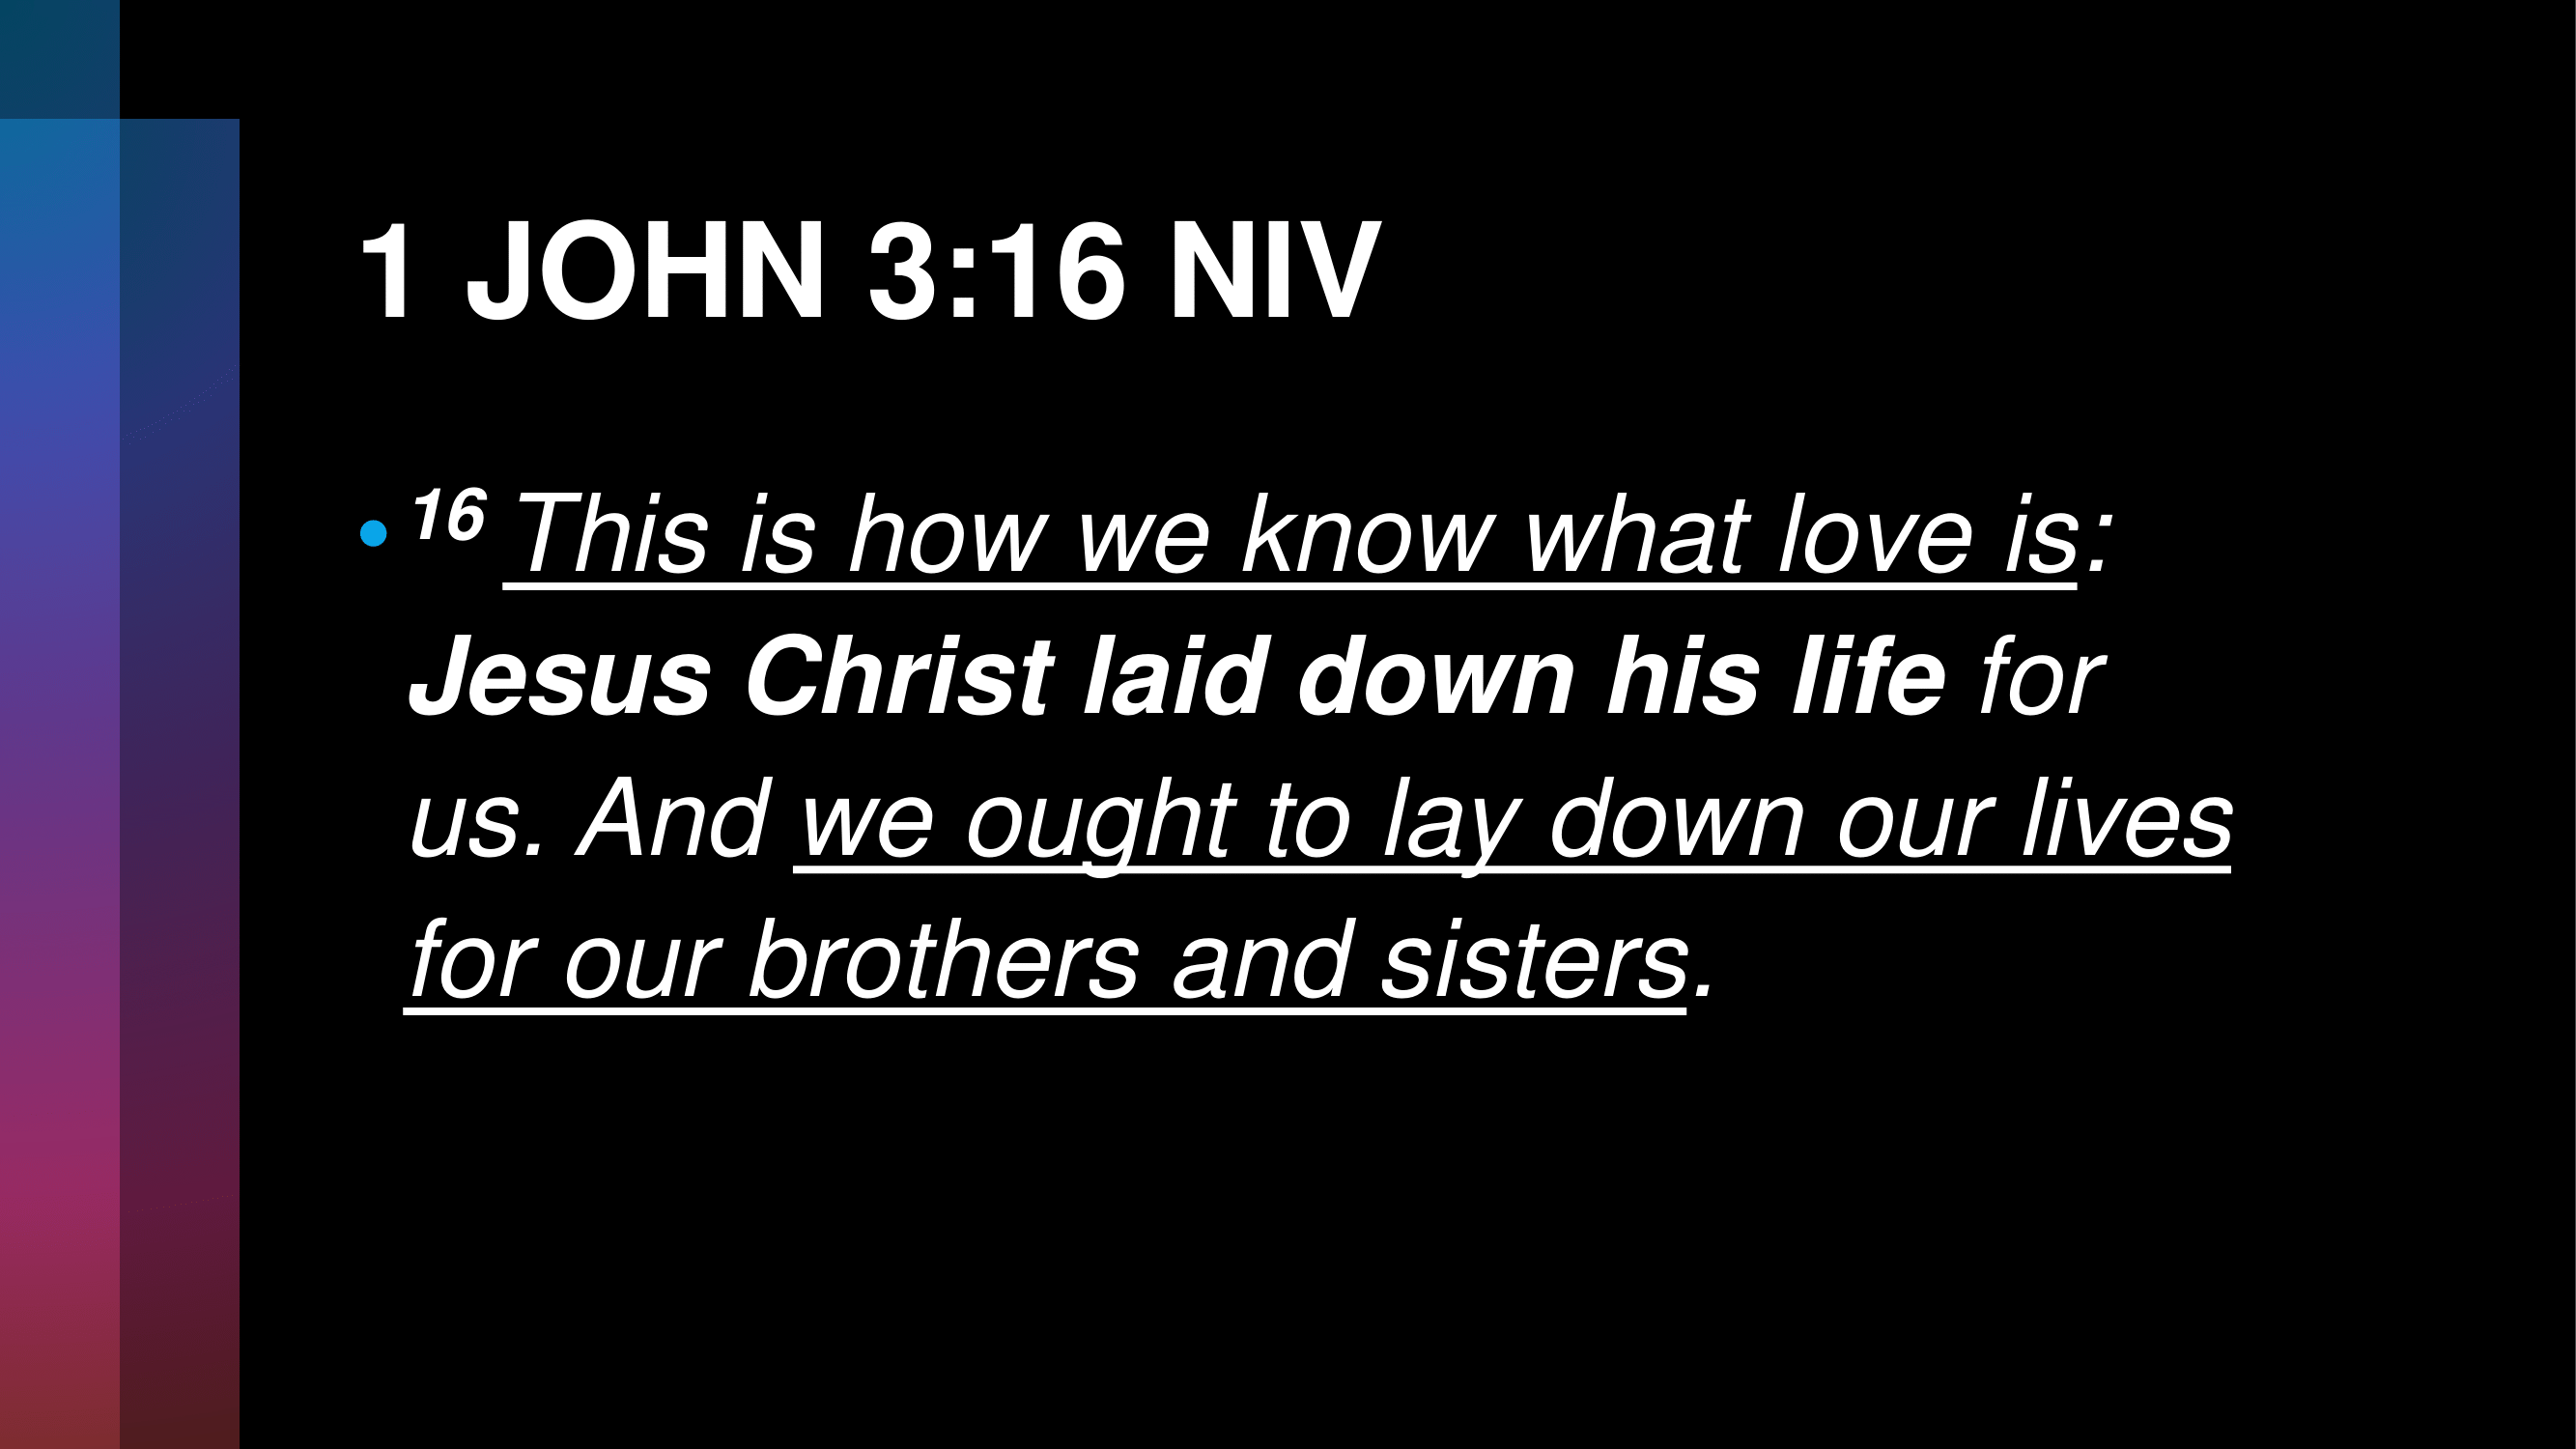 1 JOHN 3:16 NIV
• 16 This is how we know what love is:
Jesus Christ laid down his life for
us. And we ought to lay down our lives
for our brothers and sisters.